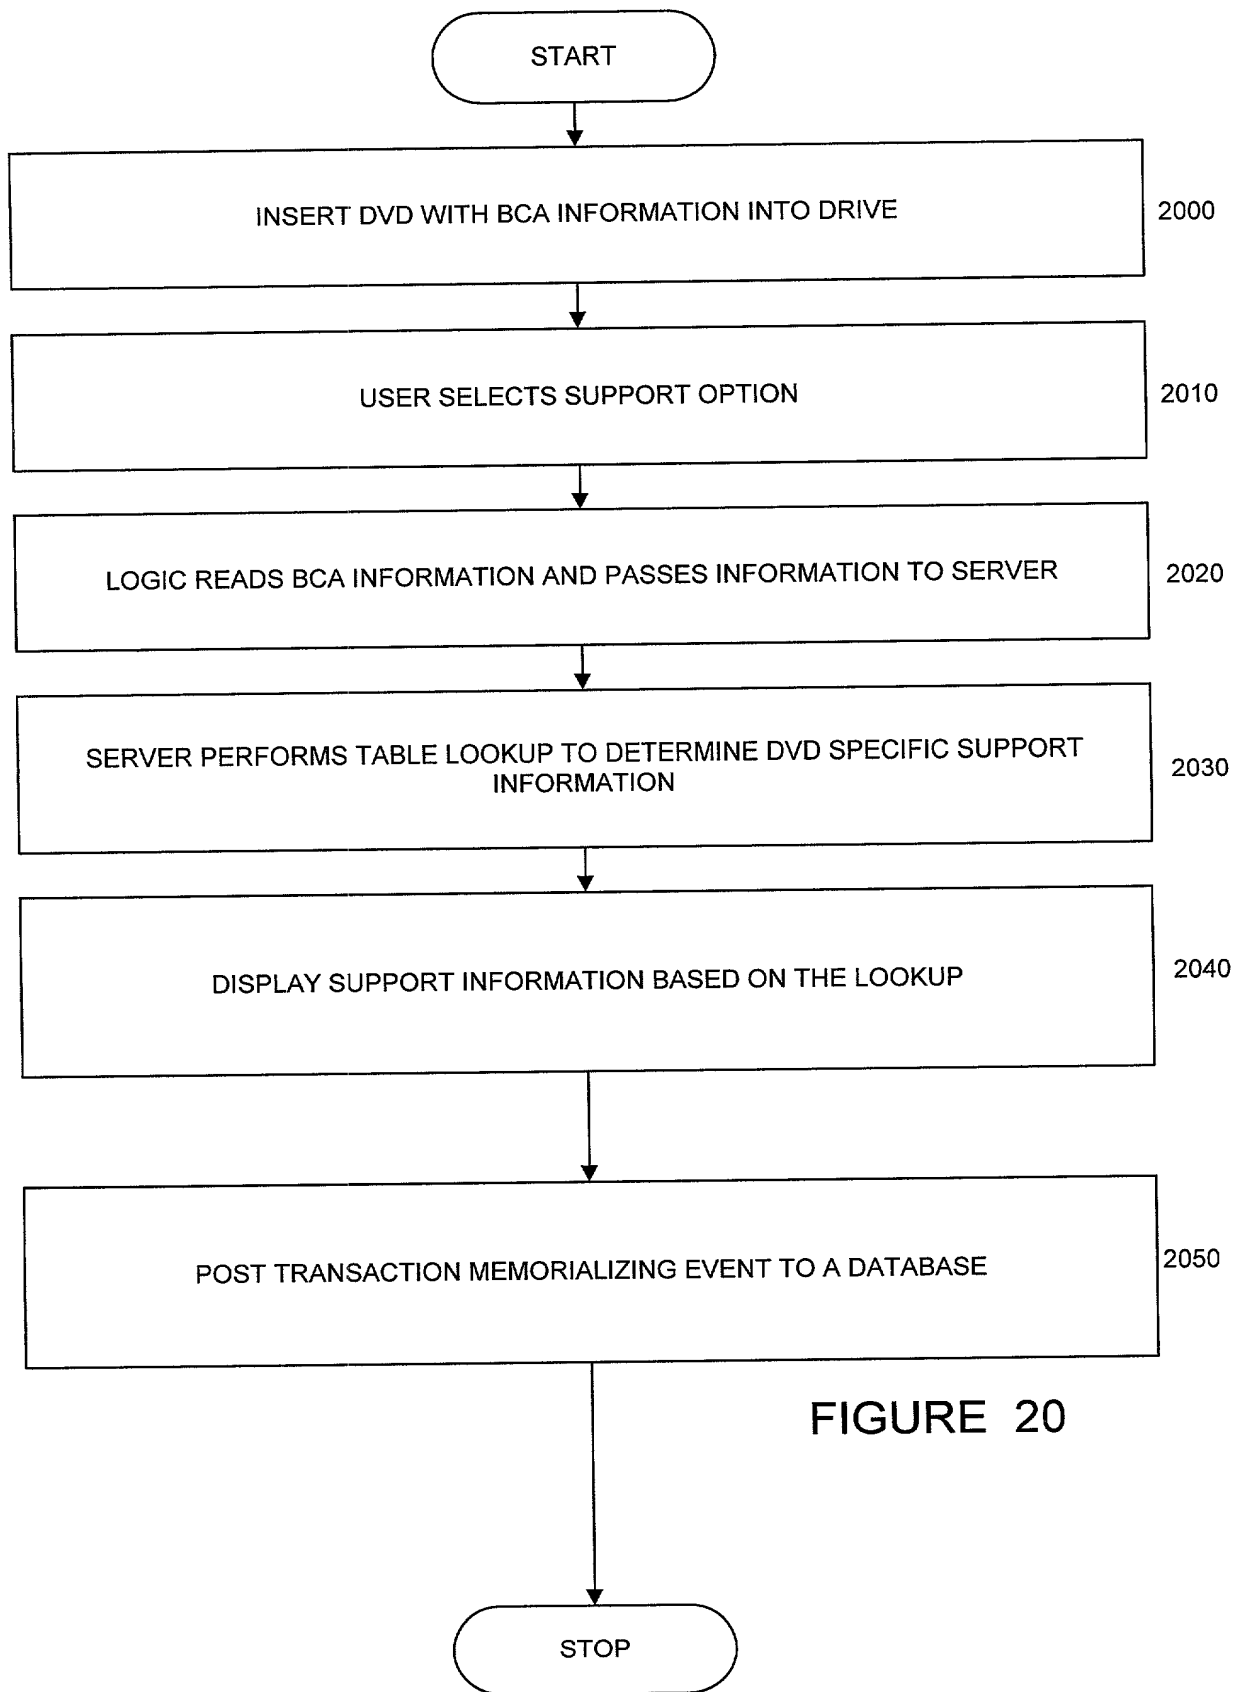 START
INSERT DVD WITH BCA INFORMATION INTO DRIVE
2000
USER SELECTS SUPPORT OPTION
2010
LOGIC READS BCA INFORMATION AND PASSES INFORMATION TO SERVER
2020
SERVER PERFORMS TABLE LOOKUP TO DETERMINE DVD SPECIFIC SUPPORT
INFORMATION
2030
DISPLAY SUPPORT INFORMATION BASED ON THE LOOKUP
2040
POST TRANSACTION MEMORIALIZING EVENT TO A DATABASE
2050
FIGURE 20
STOP